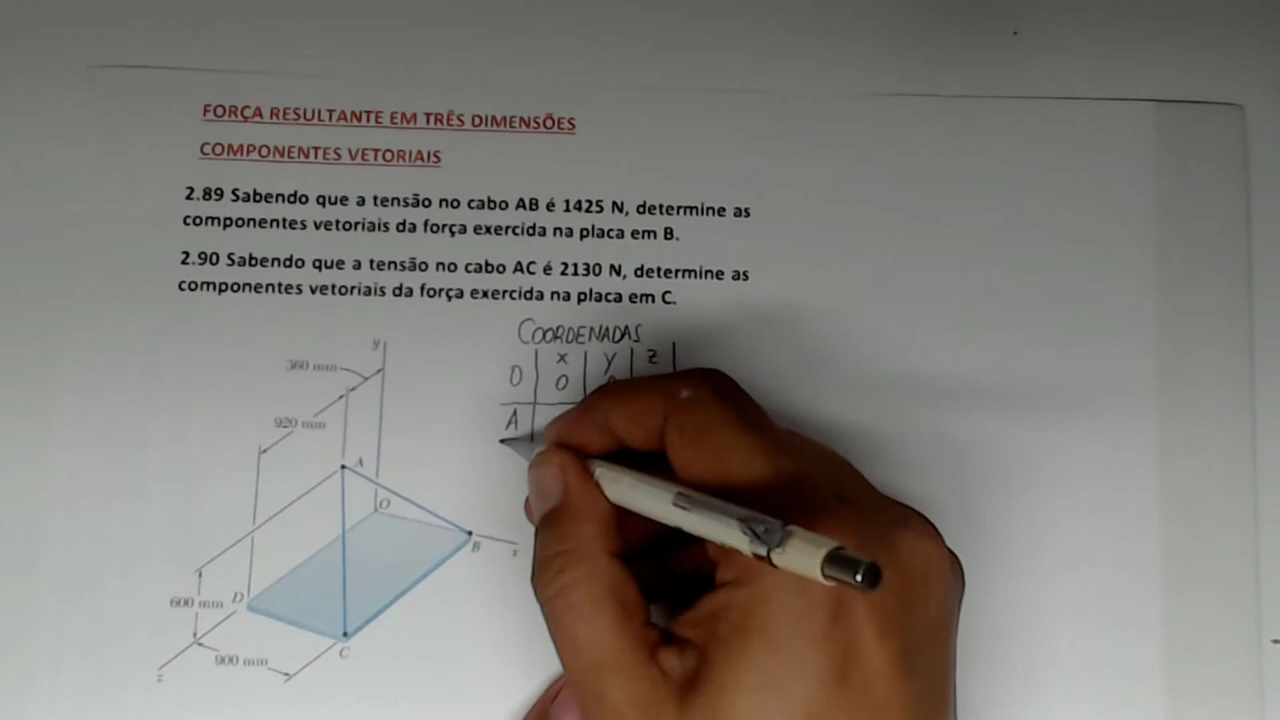 FORÇA RESULTANTE EM TRÊS DIMENSÕES
COMPONENTES VETORIAIS
2.89 Sabendo que a tensão no cabo AB é 1425 N, determine as
componentes vetoriais da força exercida na placa em B.
2.90 Sabendo que a tensão no cabo AC é 2130 N, determine as
componentes vetoriais da força exercida na placa em C.
COORDENADAS
x y z
O 0
A
y
360 mm
920 mm
A
O
B
x
600 mm
D
900 mm
C
z